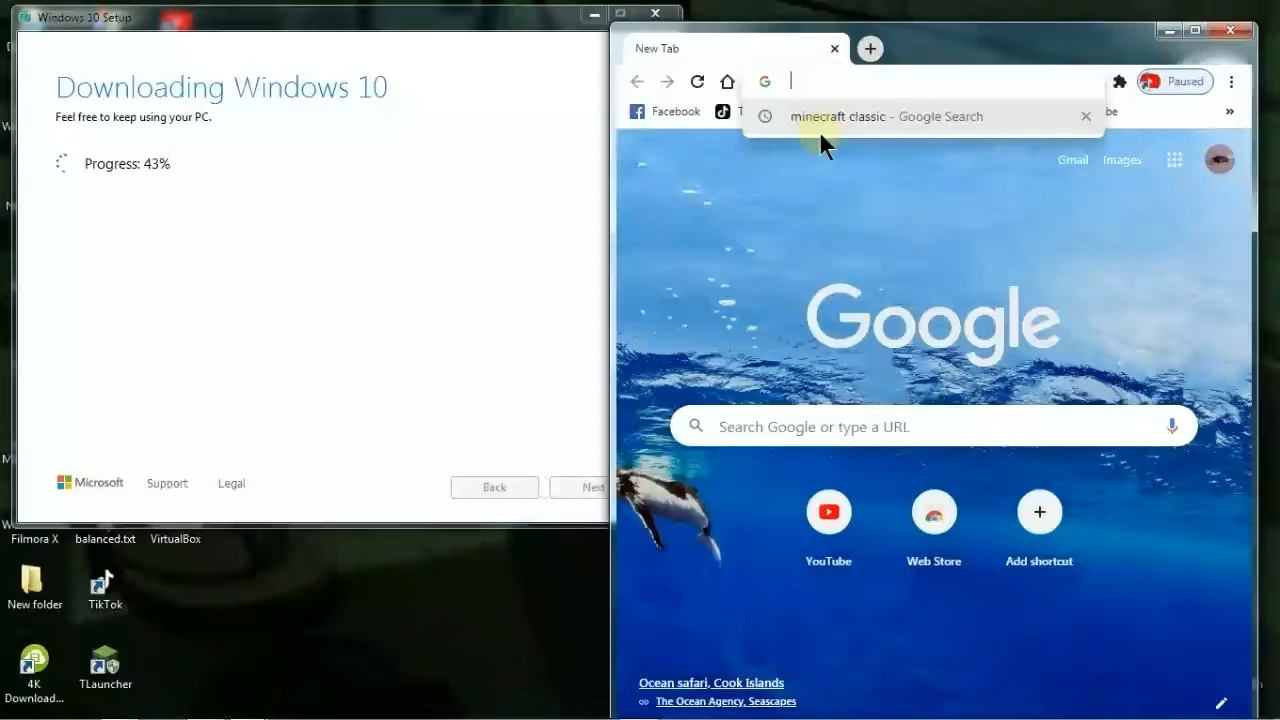 Windows 10 Setup
Downloading Windows 10
Feel free to keep using your PC.
Progress: 43%
Microsoft
Support
Legal
Back
Next
Filmora X
balanced.txt
VirtualBox
New folder
TikTok
4K
Download...
TLauncher
New Tab
Paused
Facebook
minecraft classic - Google Search
Gmail
Images
Google
Search Google or type a URL
YouTube
Web Store
Add shortcut
Ocean safari, Cook Islands
The Ocean Agency, Seascapes